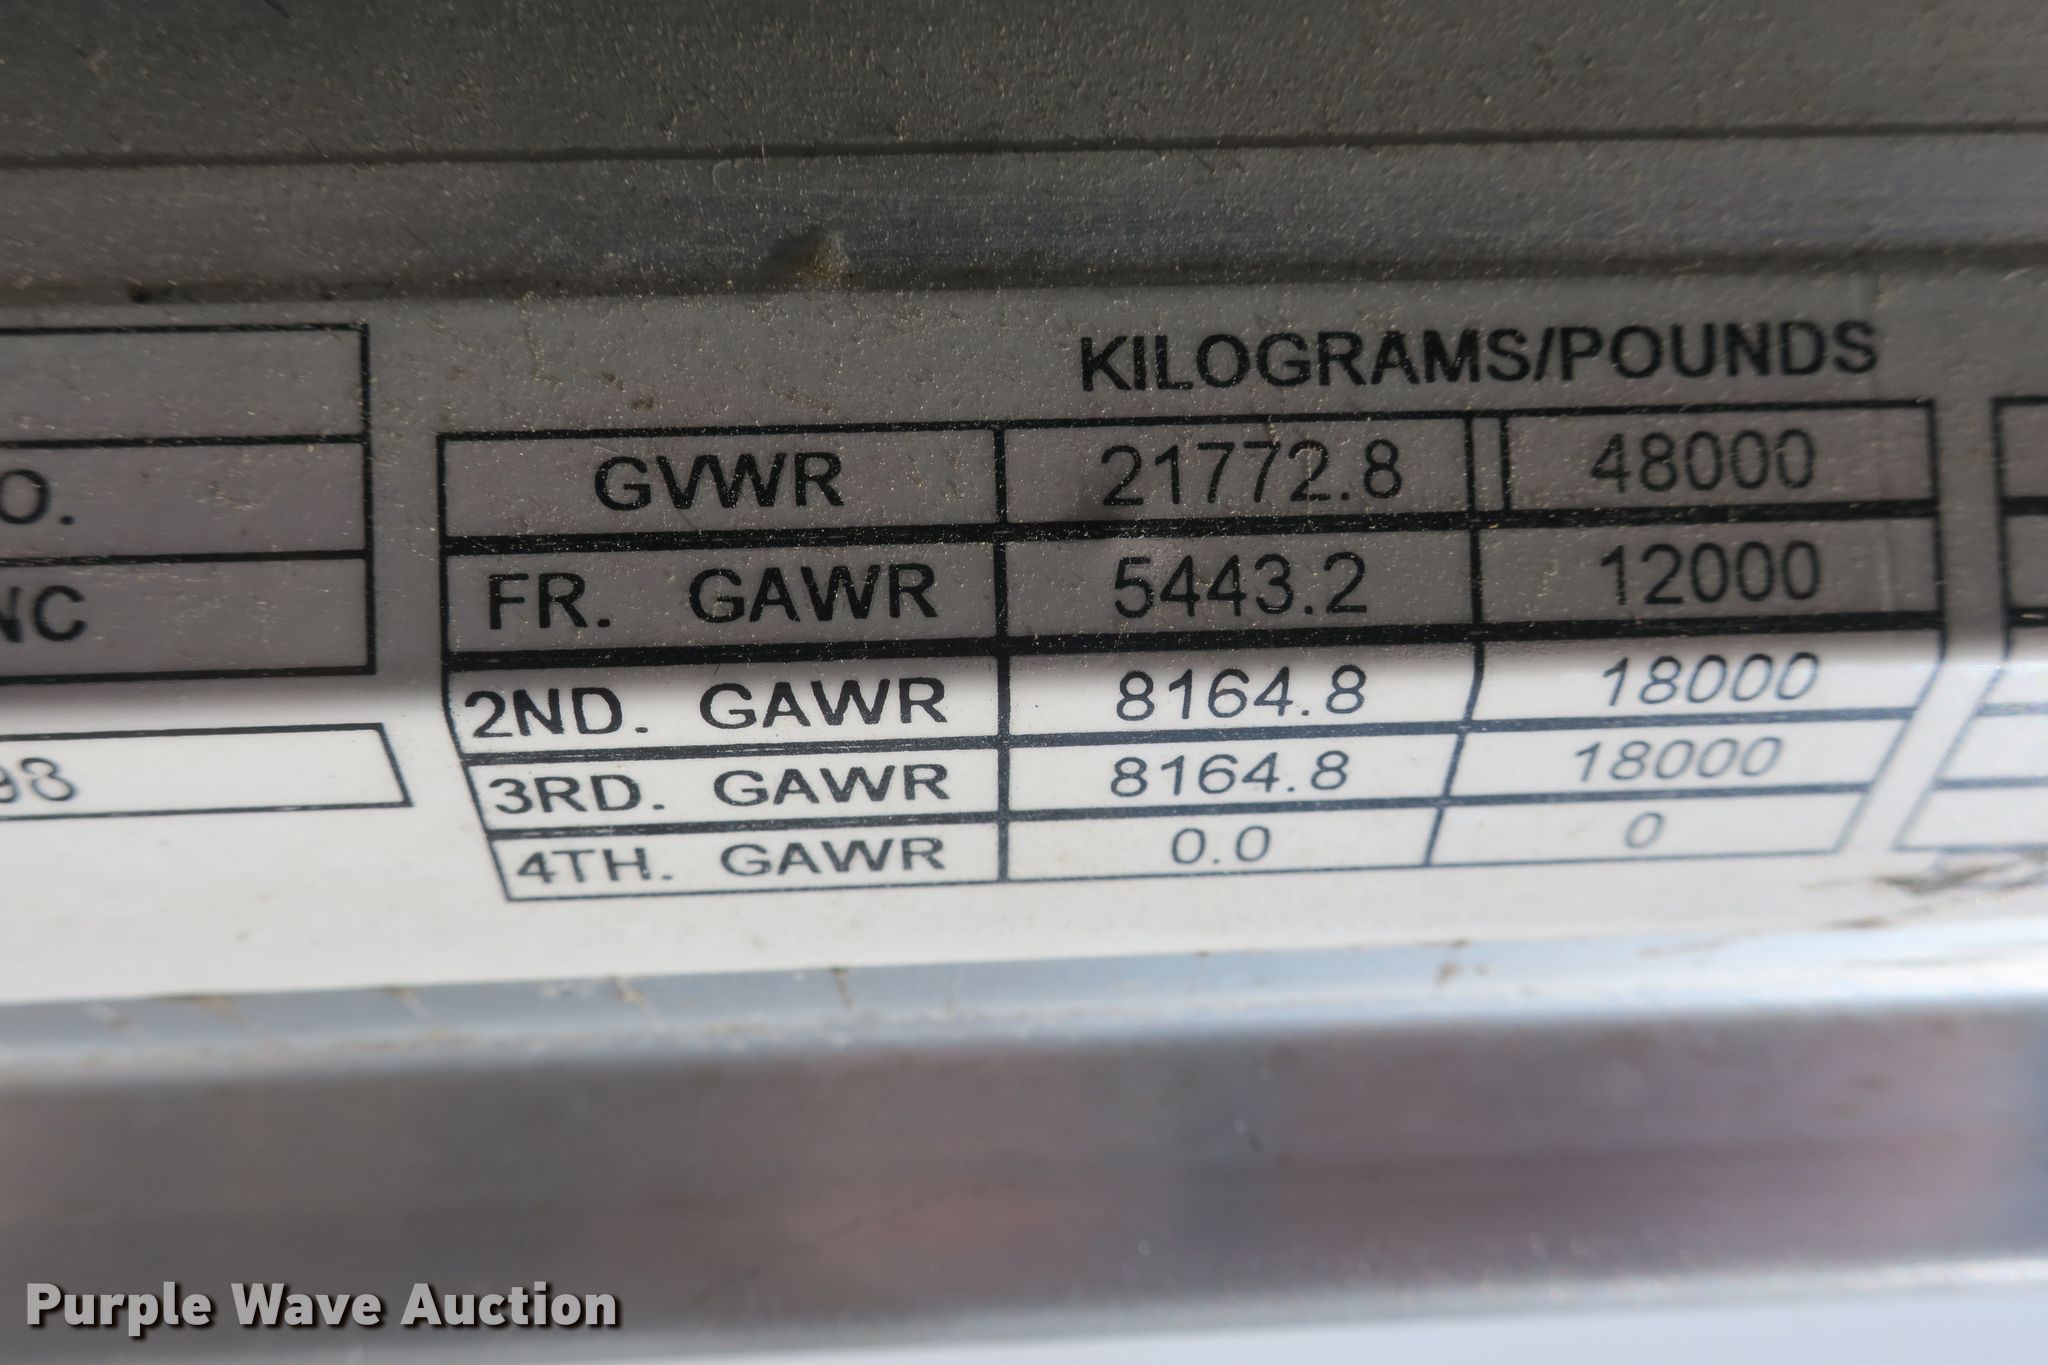 KILOGRAMS/POUNDS
GVWR 21772.8 48000
O.
FR. GAWR 5443.2 12000
NC
2ND. GAWR 8164.8 18000
3RD. GAWR 8164.8 18000
98
4TH. GAWR 0.0 0
Purple Wave Auction